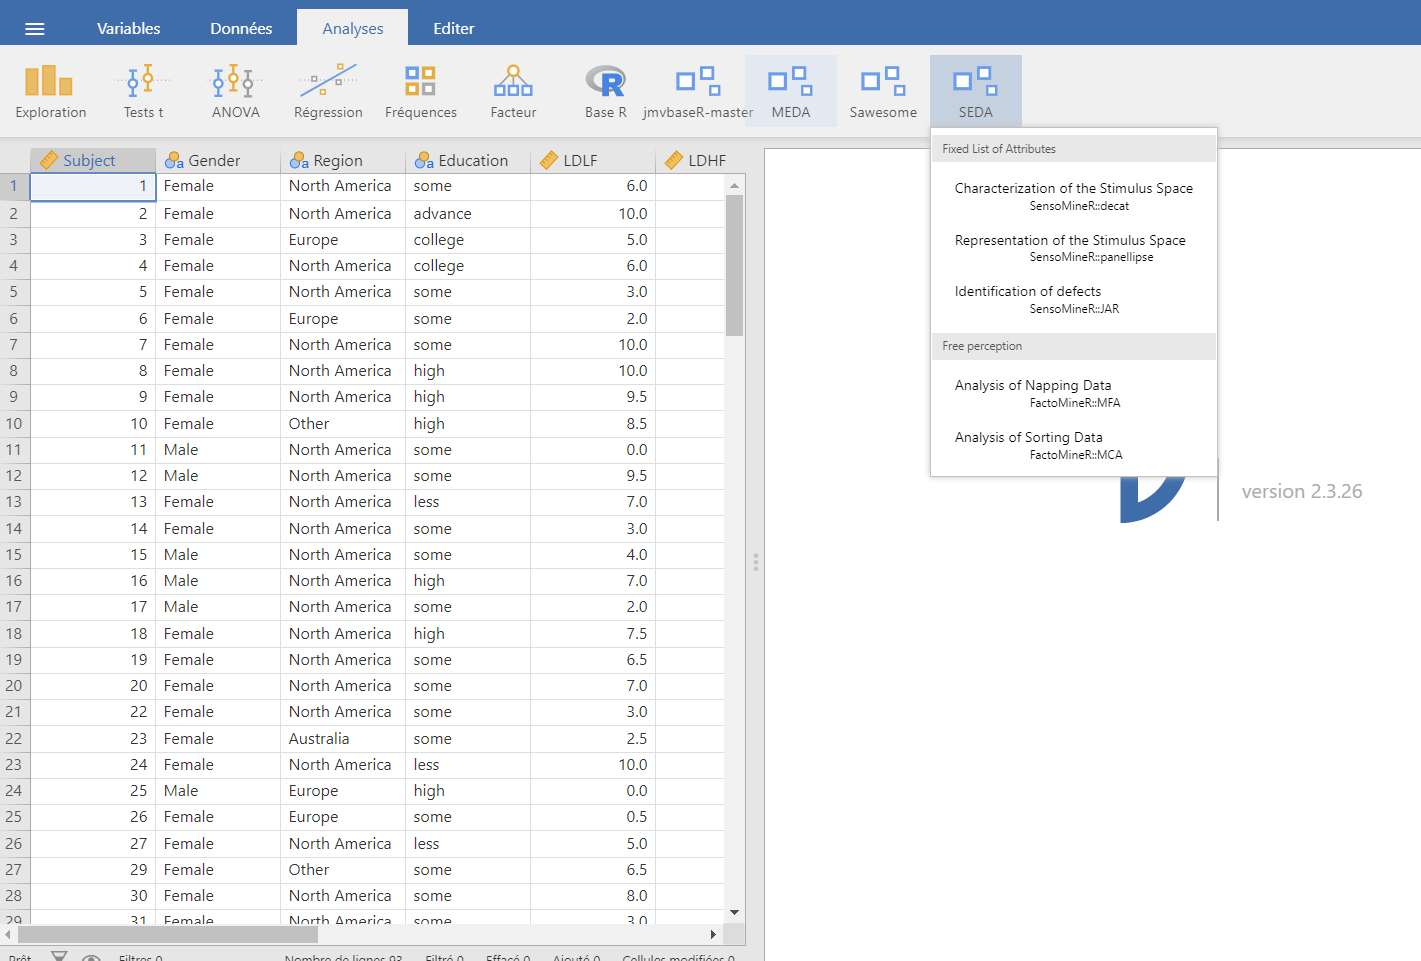 Variables Données Analyses Editer
Exploration Tests t ANOVA Régression Fréquences Facteur Base R jmvbaseR-master MEDA Sawesome SEDA
Fixed List of Attributes
Characterization of the Stimulus Space
SensoMineR::decat
Representation of the Stimulus Space
SensoMineR::panellipse
Identification of defects
SensoMineR::JAR
Free perception
Analysis of Napping Data
FactoMineR::MFA
Analysis of Sorting Data
FactoMineR::MCA
version 2.3.26
Subject Gender Region Education LDLF LDHF
1 1 Female North America some 6.0
2 2 Female North America advance 10.0
3 3 Female Europe college 5.0
4 4 Female North America college 6.0
5 5 Female North America some 3.0
6 6 Female Europe some 2.0
7 7 Female North America some 10.0
8 8 Female North America high 10.0
9 9 Female North America high 9.5
10 10 Female Other high 8.5
11 11 Male North America some 0.0
12 12 Male North America some 9.5
13 13 Female North America less 7.0
14 14 Female North America some 3.0
15 15 Male North America some 4.0
16 16 Male North America high 7.0
17 17 Male North America some 2.0
18 18 Female North America high 7.5
19 19 Female North America some 6.5
20 20 Female North America some 7.0
21 22 Female North America some 3.0
22 23 Female Australia some 2.5
23 24 Female North America less 10.0
24 25 Male Europe high 0.0
25 26 Female Europe some 0.5
26 27 Female North America less 5.0
27 29 Female Other some 6.5
28 30 Female North America some 8.0
29 31 Female North America some 3.0
Prêt Filtres 0 Nombre de lignes 93 Filtré 0 Effacé 0 Ajouté 0 Cellules modifiées 0